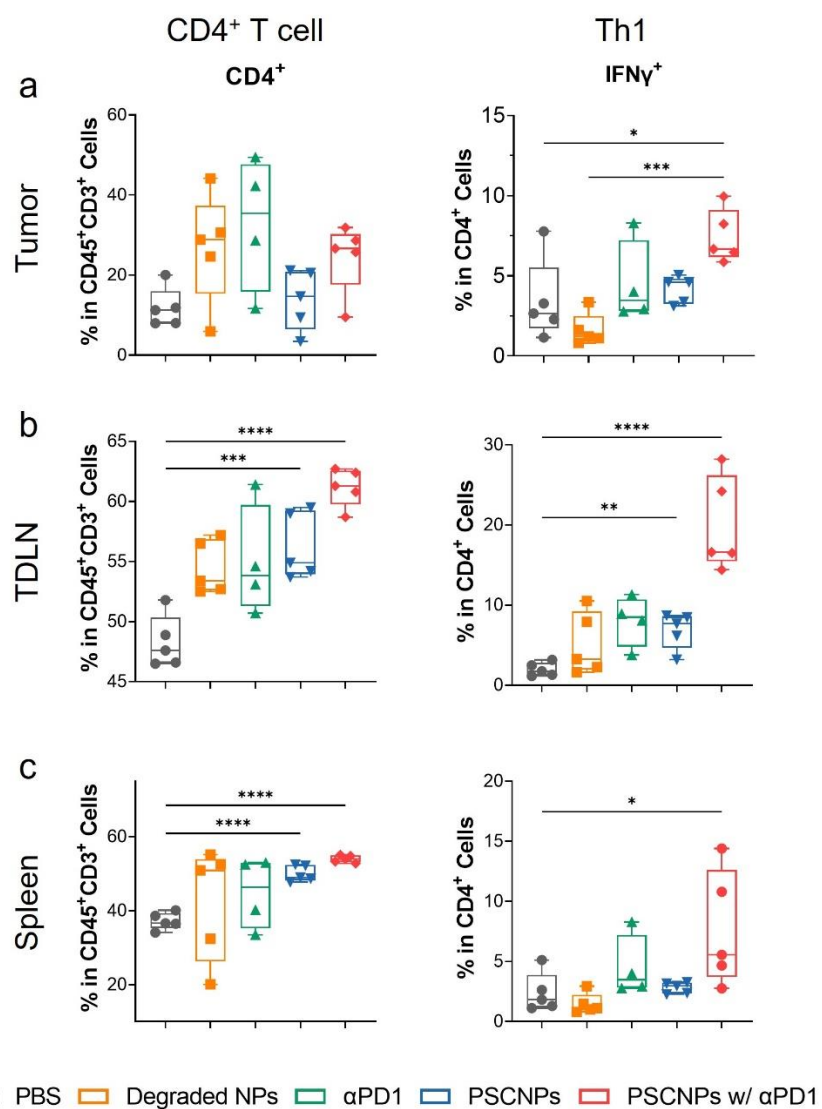 CD4⁺ T cell
Th1
a
Tumor
CD4⁺
% in CD45⁺CD3⁺ Cells
60
40
20
0
IFNγ⁺
% in CD4⁺ Cells
15
10
5
0
*
***
b
TDLN
% in CD45⁺CD3⁺ Cells
65
60
55
50
45
****
***
% in CD4⁺ Cells
30
20
10
0
****
**
c
Spleen
% in CD45⁺CD3⁺ Cells
60
40
20
****
****
% in CD4⁺ Cells
20
15
10
5
0
*
PBS Degraded NPs αPD1 PSCNPs PSCNPs w/ αPD1